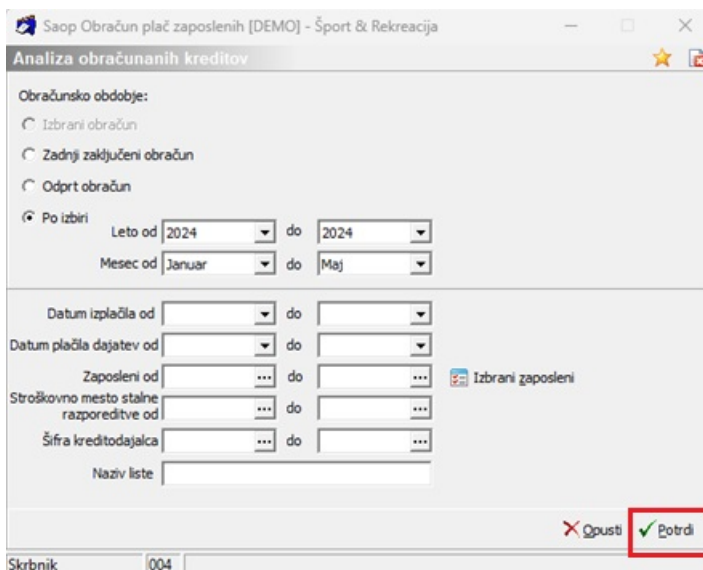 Saop Obračun plač zaposlenih [DEMO] - Šport & Rekreacija
Analiza obračunanih kreditov
Obračunsko obdobje:
Izbrani obračun
Zadnji zaključeni obračun
Odprt obračun
Po izbiri
Leto od 2024 do 2024
Mesec od Januar do Maj
Datum izplačila od do
Datum plačila dajatev od do
Zaposleni od ... do ... Izbrani zaposleni
Stroškovno mesto stalne
razporeditve od ... do ...
Šifra kreditodajalca ... do ...
Naziv liste
Opusti Potrdi
Skrbnik 004